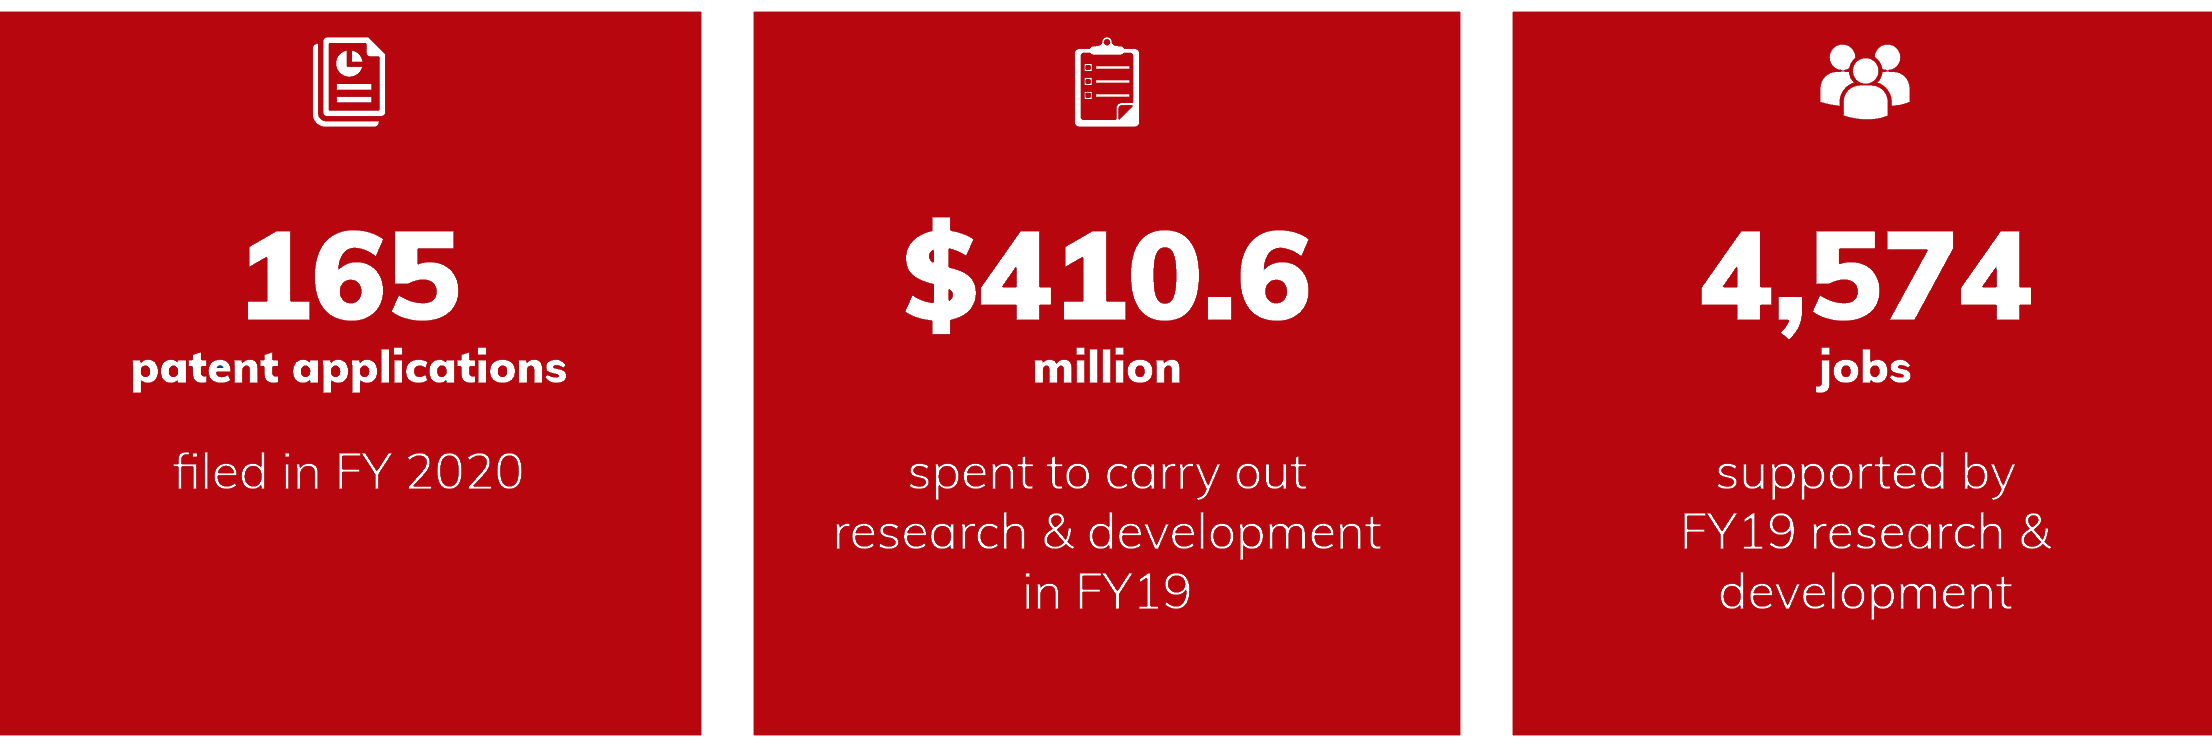 165
patent applications
filed in FY 2020
$410.6
million
spent to carry out
research & development
in FY19
4,574
jobs
supported by
FY19 research &
development